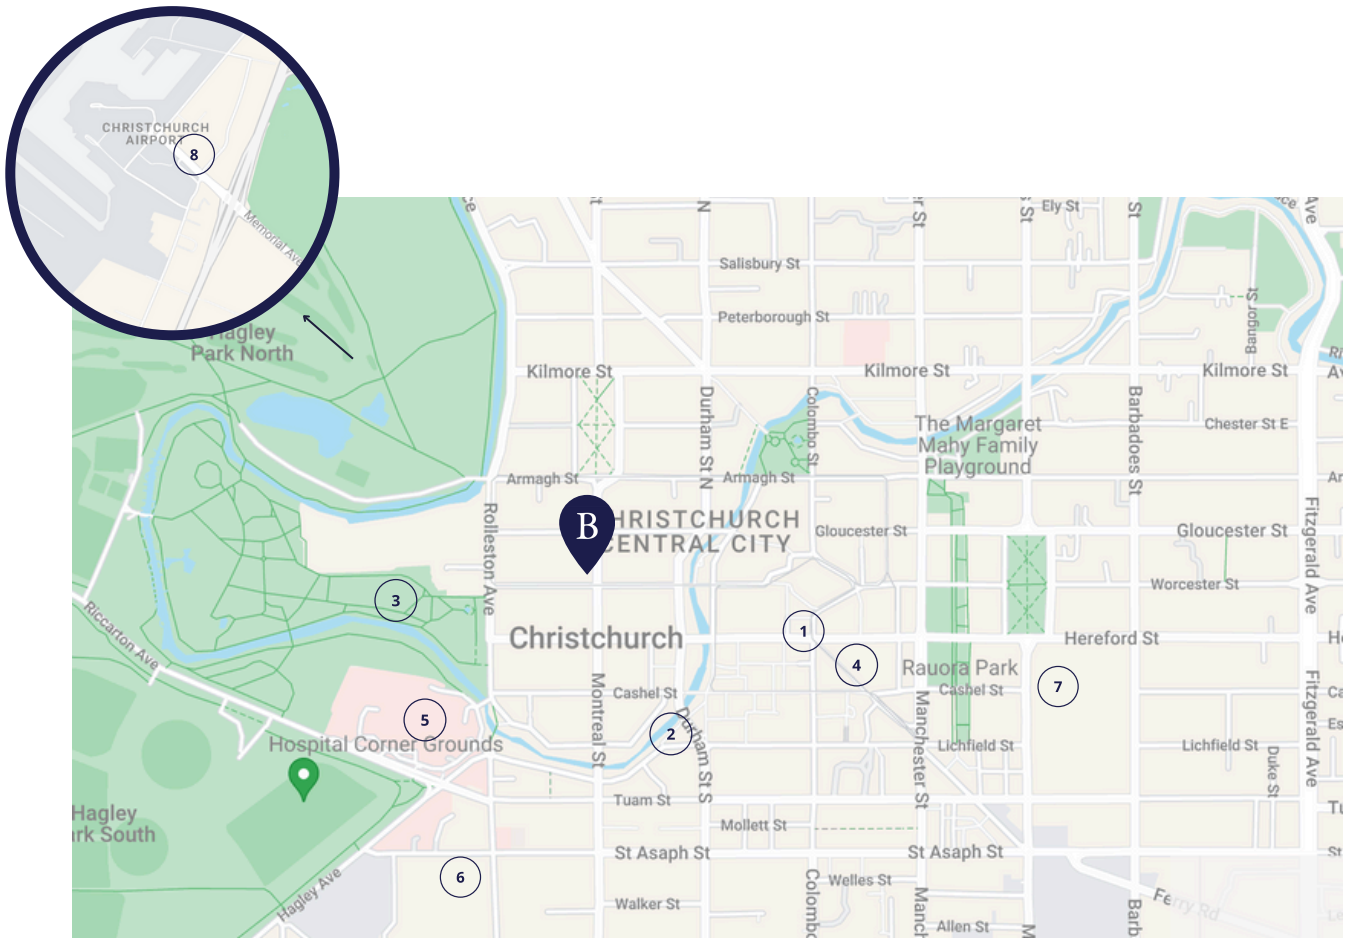 CHRISTCHURCH
AIRPORT
8
Memorial Ave
N
Ely St
St
Ave
Salisbury St
Peterborough St
Bangor St
Hagley
Park North
Kilmore St
Kilmore St
Kilmore St
Durham St N
Colombo St
Barbadoes St
The Margaret
Mahy Family
Playground
Chester St E
Armagh St
Armagh St
Rolleston Ave
B
CHRISTCHURCH
CENTRAL CITY
Gloucester St
Gloucester St
Fitzgerald Ave
Worcester St
3
Riccarton Ave
Christchurch
1
Hereford St
4
Rauora Park
Cashel St
7
Cashel St
Montreal St
Fitzgerald Ave
5
2
Durham St S
Manchester St
Hospital Corner Grounds
Lichfield St
Lichfield St
Duke St
Tuam St
Hagley
Park South
Mollett St
St Asaph St
St Asaph St
6
Hagley Ave
Welles St
Colombo
Walker St
Allen St
Ferry Rd